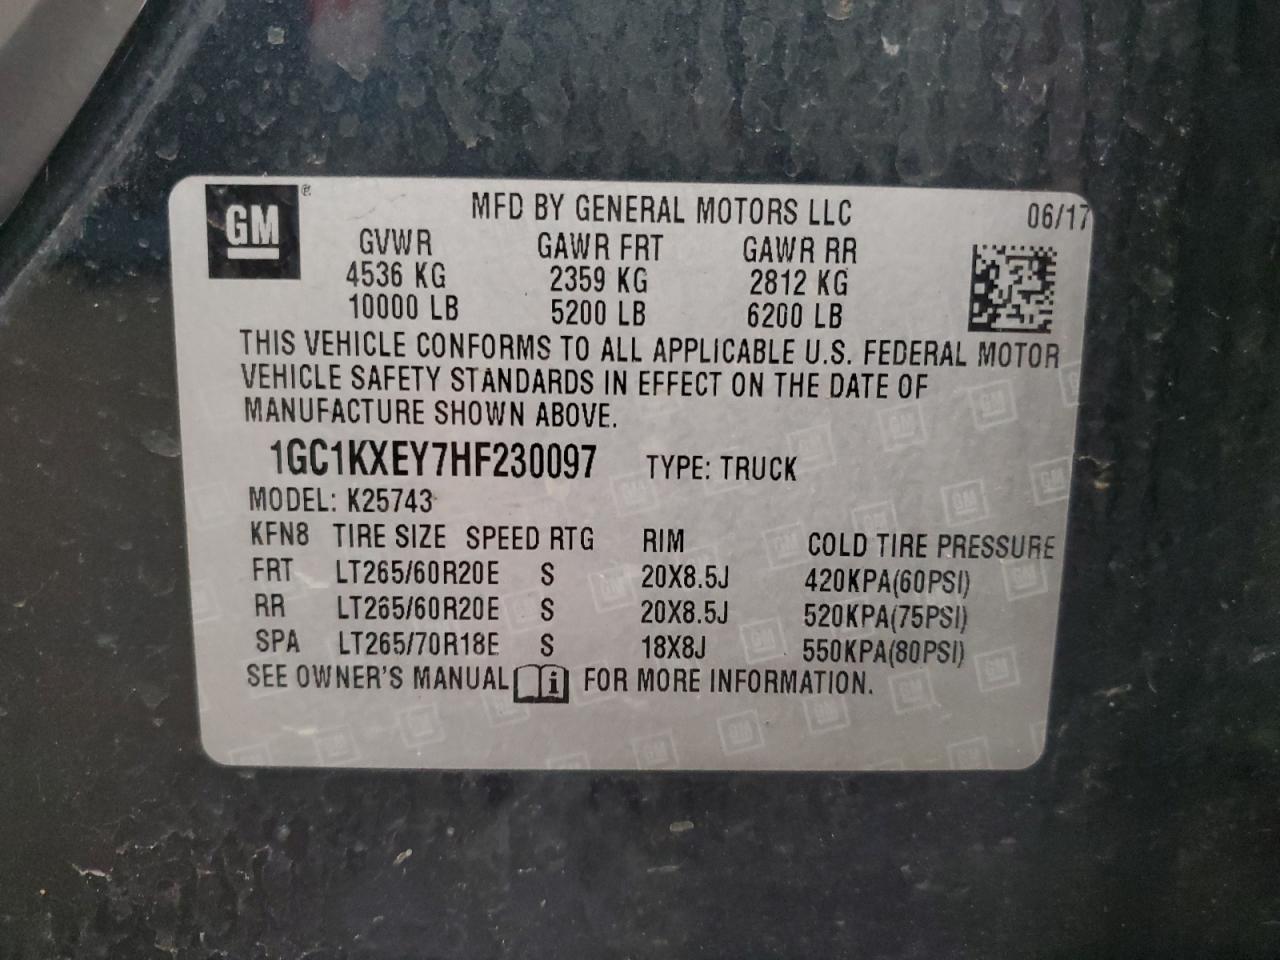 GM ®
MFD BY GENERAL MOTORS LLC 06/17
GVWR GAWR FRT GAWR RR
4536 KG 2359 KG 2812 KG
10000 LB 5200 LB 6200 LB
THIS VEHICLE CONFORMS TO ALL APPLICABLE U.S. FEDERAL MOTOR
VEHICLE SAFETY STANDARDS IN EFFECT ON THE DATE OF
MANUFACTURE SHOWN ABOVE.
1GC1KXEY7HF230097 TYPE: TRUCK
MODEL: K25743
KFN8 TIRE SIZE SPEED RTG RIM COLD TIRE PRESSURE
FRT LT265/60R20E S 20X8.5J 420KPA(60PSI)
RR LT265/60R20E S 20X8.5J 520KPA(75PSI)
SPA LT265/70R18E S 18X8J 550KPA(80PSI)
SEE OWNER'S MANUAL i FOR MORE INFORMATION.